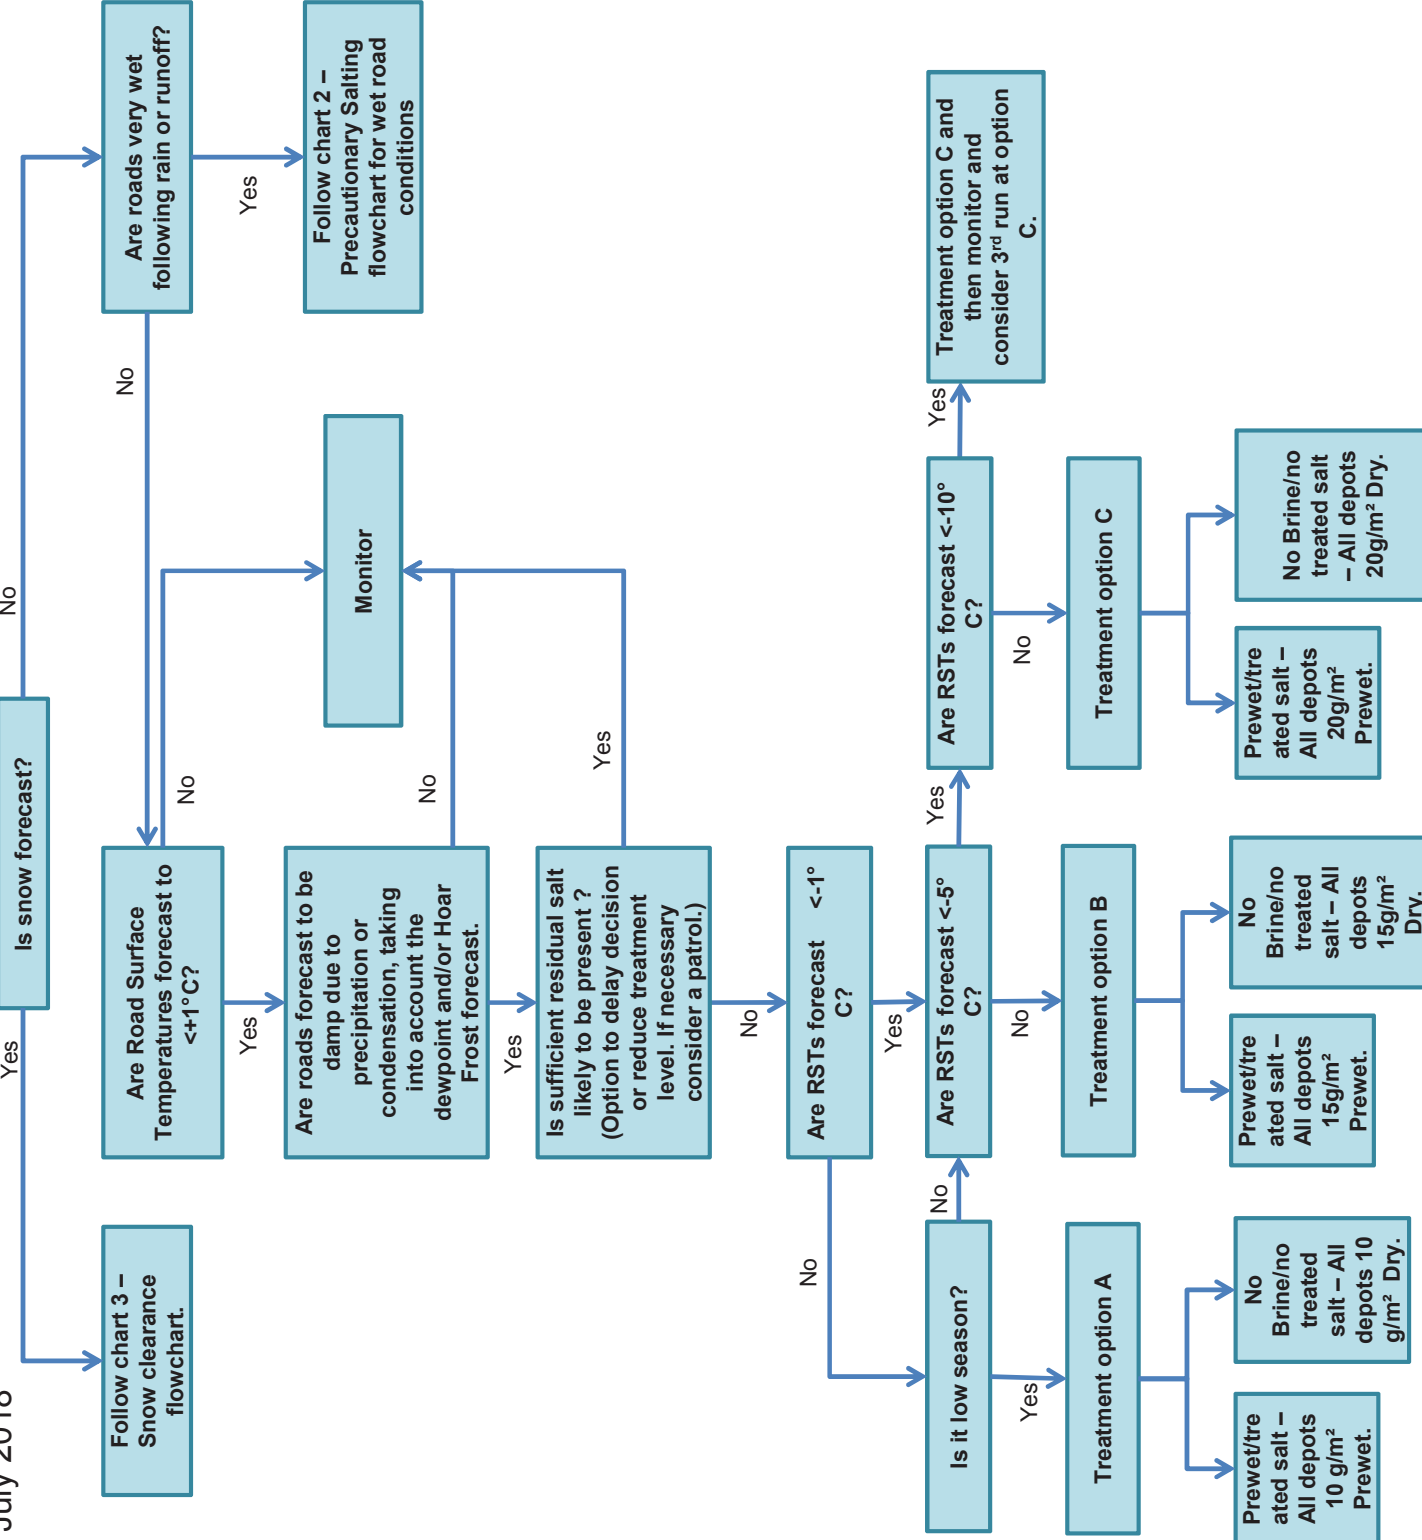 July 2018
Yes
Is snow forecast?
No
Follow chart 3 –
Snow clearance
flowchart.
Are Road Surface
Temperatures forecast to
<+1°C?
No
No
Are roads very wet
following rain or runoff?
Yes
Yes
Are roads forecast to be
damp due to
precipitation or
condensation, taking
into account the
dewpoint and/or Hoar
Frost forecast.
No
Monitor
Follow chart 2 –
Precautionary Salting
flowchart for wet road
conditions
Yes
Is sufficient residual salt
likely to be present ?
(Option to delay decision
or reduce treatment
level. If necessary
consider a patrol.)
Yes
No
Are RSTs forecast <-1°
C?
No
Yes
Is it low season?
No
Are RSTs forecast <-5°
C?
Yes
Are RSTs forecast <-10°
C?
Yes
Treatment option C and
then monitor and
consider 3rd run at option
C.
Yes
No
No
Treatment option A
Treatment option B
Treatment option C
Prewet/tre
ated salt –
All depots
10 g/m²
Prewet.
No
Brine/no
treated
salt – All
depots 10
g/m² Dry.
Prewet/tre
ated salt –
All depots
15g/m²
Prewet.
No
Brine/no
treated
salt – All
depots
15g/m²
Dry.
Prewet/tre
ated salt –
All depots
20g/m²
Prewet.
No Brine/no
treated salt
– All depots
20g/m² Dry.